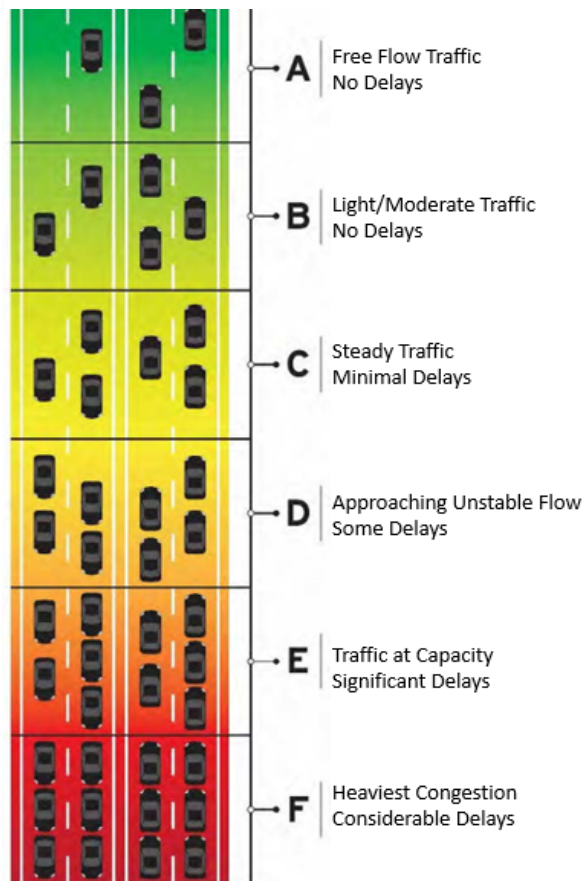 A
Free Flow Traffic
No Delays
B
Light/Moderate Traffic
No Delays
C
Steady Traffic
Minimal Delays
D
Approaching Unstable Flow
Some Delays
E
Traffic at Capacity
Significant Delays
F
Heaviest Congestion
Considerable Delays